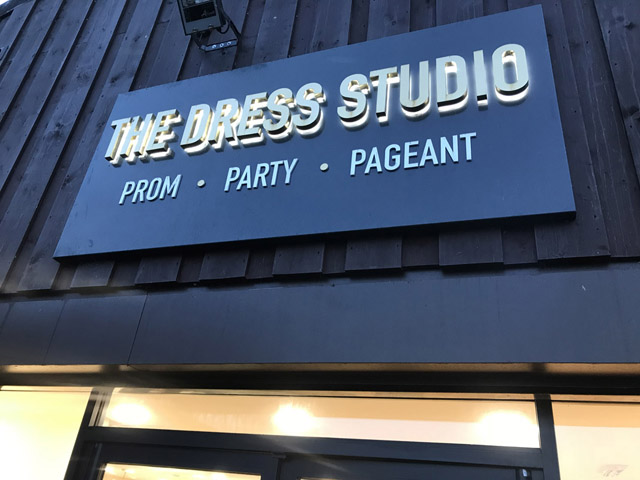 THE DRESS STUDIO
PROM · PARTY · PAGEANT